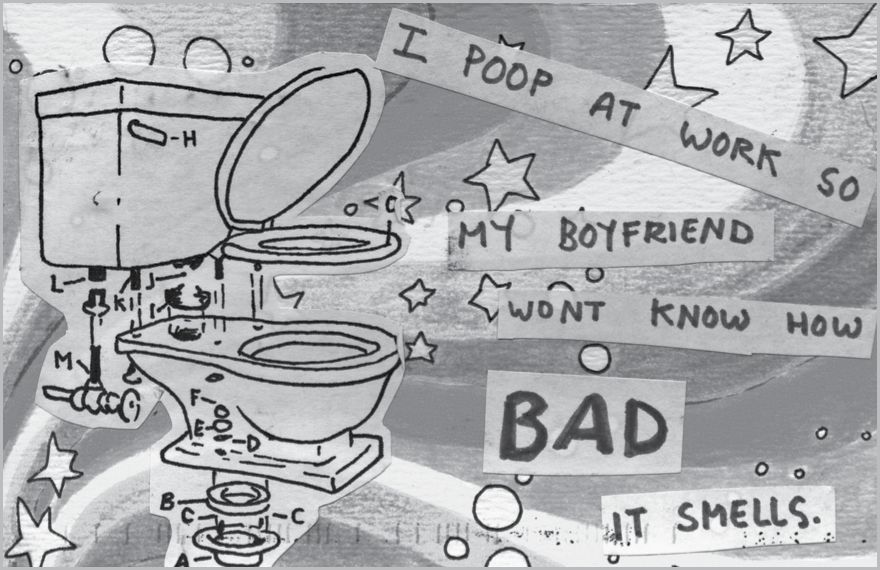 I POOP AT WORK SO
MY BOYFRIEND
WONT KNOW HOW
BAD
IT SMELLS.
H
G
L
K
J
I
M
F
E
D
B
C
C
A